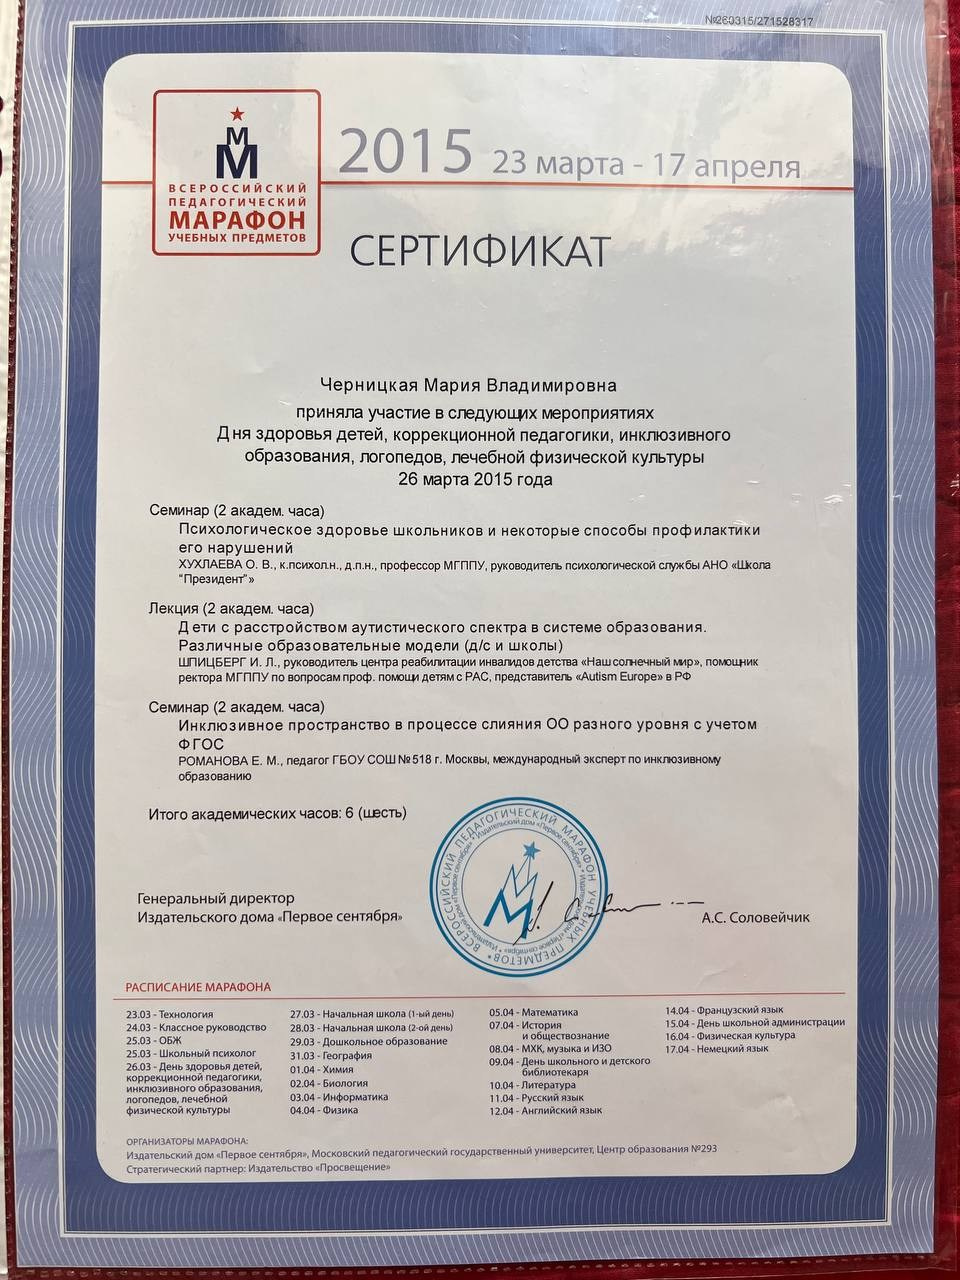 №260315/271528317
М
М
ВСЕРОССИЙСКИЙ
ПЕДАГОГИЧЕСКИЙ
МАРАФОН
УЧЕБНЫХ ПРЕДМЕТОВ
2015 23 марта - 17 апреля
СЕРТИФИКАТ
Черницкая Мария Владимировна
приняла участие в следующих мероприятиях
Дня здоровья детей, коррекционной педагогики, инклюзивного
образования, логопедов, лечебной физической культуры
26 марта 2015 года
Семинар (2 академ. часа)
Психологическое здоровье школьников и некоторые способы профилактики
его нарушений
ХУХЛАЕВА О. В., к.психол.н., д.п.н., профессор МГППУ, руководитель психологической службы АНО «Школа
"Президент"»
Лекция (2 академ. часа)
Дети с расстройством аутистического спектра в системе образования.
Различные образовательные модели (д/с и школы)
ШПИЦБЕРГ И. Л., руководитель центра реабилитации инвалидов детства «Наш солнечный мир», помощник
ректора МГППУ по вопросам проф. помощи детям с РАС, представитель «Autism Europe» в РФ
Семинар (2 академ. часа)
Инклюзивное пространство в процессе слияния ОО разного уровня с учетом
ФГОС
РОМАНОВА Е. М., педагог ГБОУ СОШ №518 г. Москвы, международный эксперт по инклюзивному
образованию
Итого академических часов: 6 (шесть)
ВСЕРОССИЙСКИЙ ПЕДАГОГИЧЕСКИЙ МАРАФОН УЧЕБНЫХ ПРЕДМЕТОВ
Издательский дом «Первое сентября»
Генеральный директор
Издательского дома «Первое сентября»
А.С. Соловейчик
РАСПИСАНИЕ МАРАФОНА
23.03 - Технология
24.03 - Классное руководство
25.03 - ОБЖ
25.03 - Школьный психолог
26.03 - День здоровья детей,
коррекционной педагогики,
инклюзивного образования,
логопедов, лечебной
физической культуры
27.03 - Начальная школа (1-ый день)
28.03 - Начальная школа (2-ой день)
29.03 - Дошкольное образование
31.03 - География
01.04 - Химия
02.04 - Биология
03.04 - Информатика
04.04 - Физика
05.04 - Математика
07.04 - История
и обществознание
08.04 - МХК, музыка и ИЗО
09.04 - День школьного и детского
библиотекаря
10.04 - Литература
11.04 - Русский язык
12.04 - Английский язык
14.04 - Французский язык
15.04 - День школьной администрации
16.04 - Физическая культура
17.04 - Немецкий язык
ОРГАНИЗАТОРЫ МАРАФОНА:
Издательский дом «Первое сентября», Московский педагогический государственный университет, Центр образования №293
Стратегический партнер: Издательство «Просвещение»